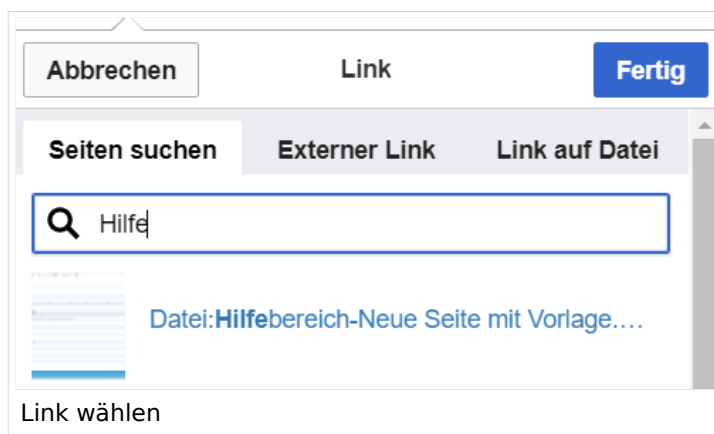 Abbrechen Link Fertig
Seiten suchen Externer Link Link auf Datei
Hilfe
Datei:Hilfebereich-Neue Seite mit Vorlage....
Link wählen